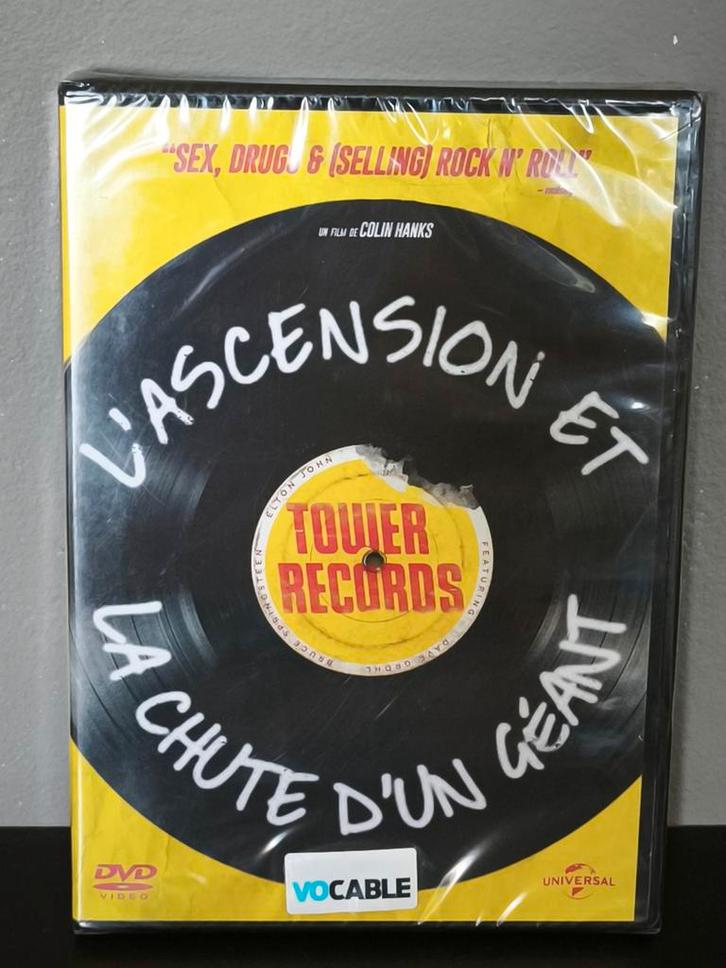 "SEX, DRUGS & (SELLING) ROCK N' ROLL"
UN FILM DE COLIN HANKS
L'ASCENSION ET
ELTON JOHN
TOWER
RECORDS
FEATURING
DAVE GROHL
BRUCE SPRINGSTEEN
LA CHUTE D'UN GÉANT
DVD
VIDEO
VOCABLE
UNIVERSAL